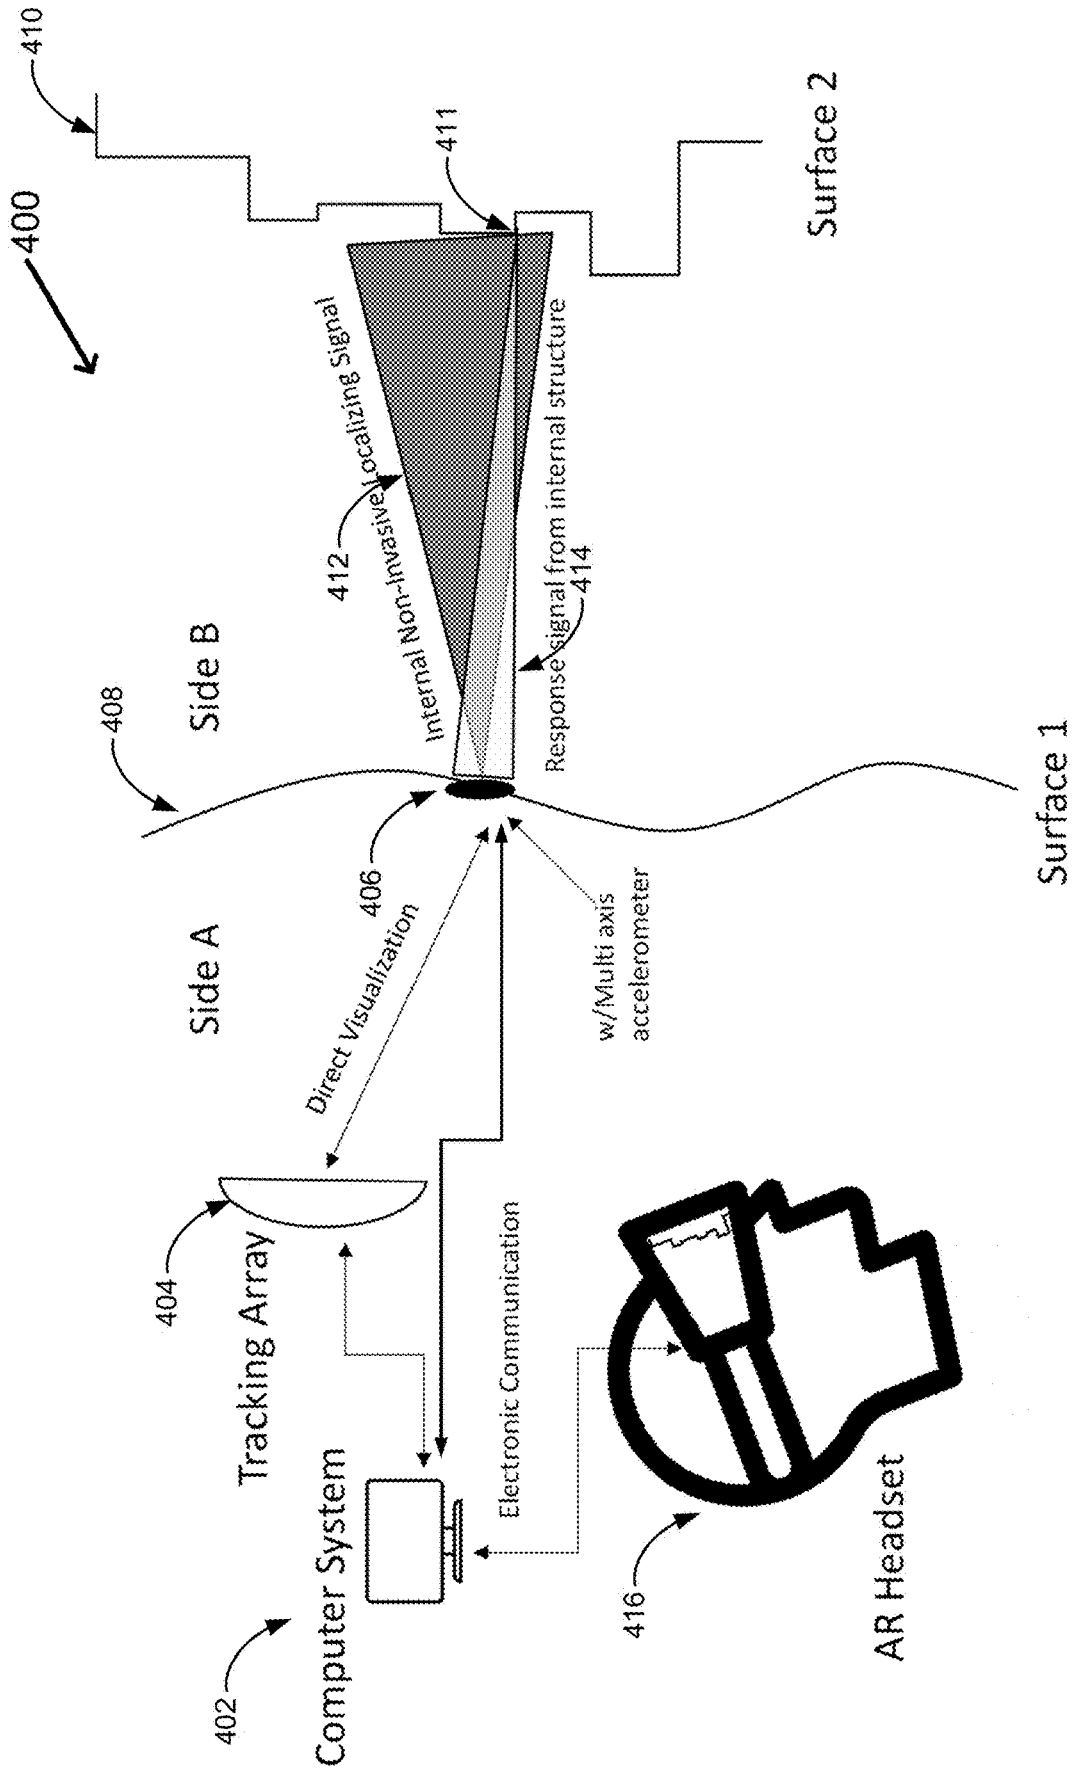 400
410
Side A
Side B
408
404
Tracking Array
402
Computer System
Direct Visualization
406
412
Internal Non-Invasive Localizing Signal
411
Electronic Communication
Response signal from internal structure
414
w/Multi axis
accelerometer
416
AR Headset
Surface 1
Surface 2